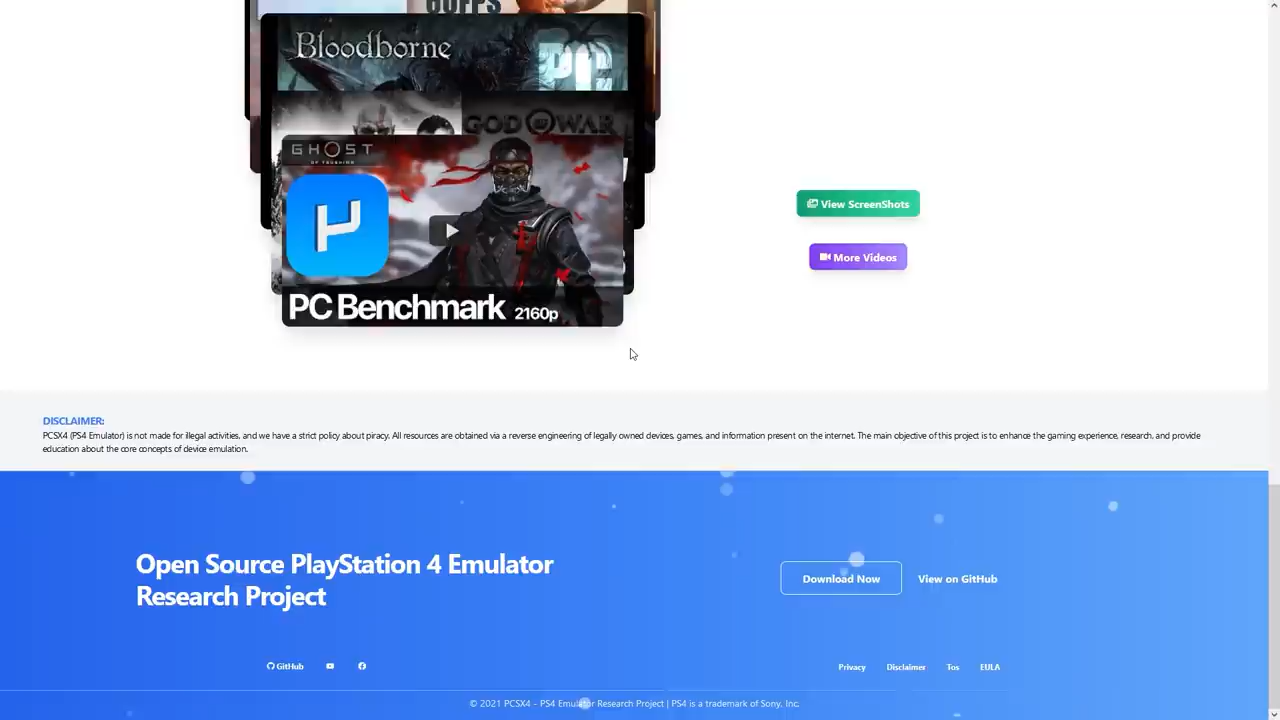 Bloodborne
PC
GOD OF WAR
GHOST
OF TSUSHIMA
PC Benchmark 2160p
View ScreenShots
More Videos
DISCLAIMER:
PCSX4 (PS4 Emulator) is not made for illegal activities, and we have a strict policy about piracy. All resources are obtained via a reverse engineering of legally owned devices, games, and information present on the internet. The main objective of this project is to enhance the gaming experience, research, and provide
education about the core concepts of device emulation.
Open Source PlayStation 4 Emulator
Research Project
Download Now
View on GitHub
GitHub
Privacy
Disclaimer
Tos
EULA
© 2021 PCSX4 - PS4 Emulator Research Project | PS4 is a trademark of Sony, Inc.